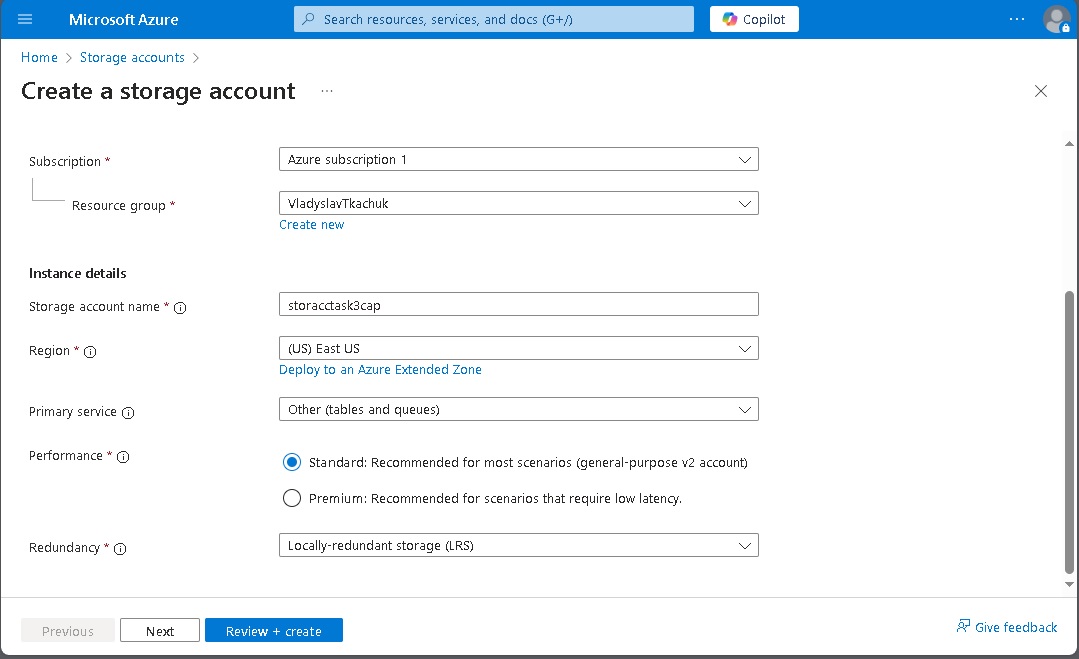 Microsoft Azure
Search resources, services, and docs (G+/)
Copilot
Home > Storage accounts >
Create a storage account ...
Subscription *
Azure subscription 1
Resource group *
VladyslavTkachuk
Create new
Instance details
Storage account name *
storacctask3cap
Region *
(US) East US
Deploy to an Azure Extended Zone
Primary service
Other (tables and queues)
Performance *
Standard: Recommended for most scenarios (general-purpose v2 account)
Premium: Recommended for scenarios that require low latency.
Redundancy *
Locally-redundant storage (LRS)
Previous
Next
Review + create
Give feedback